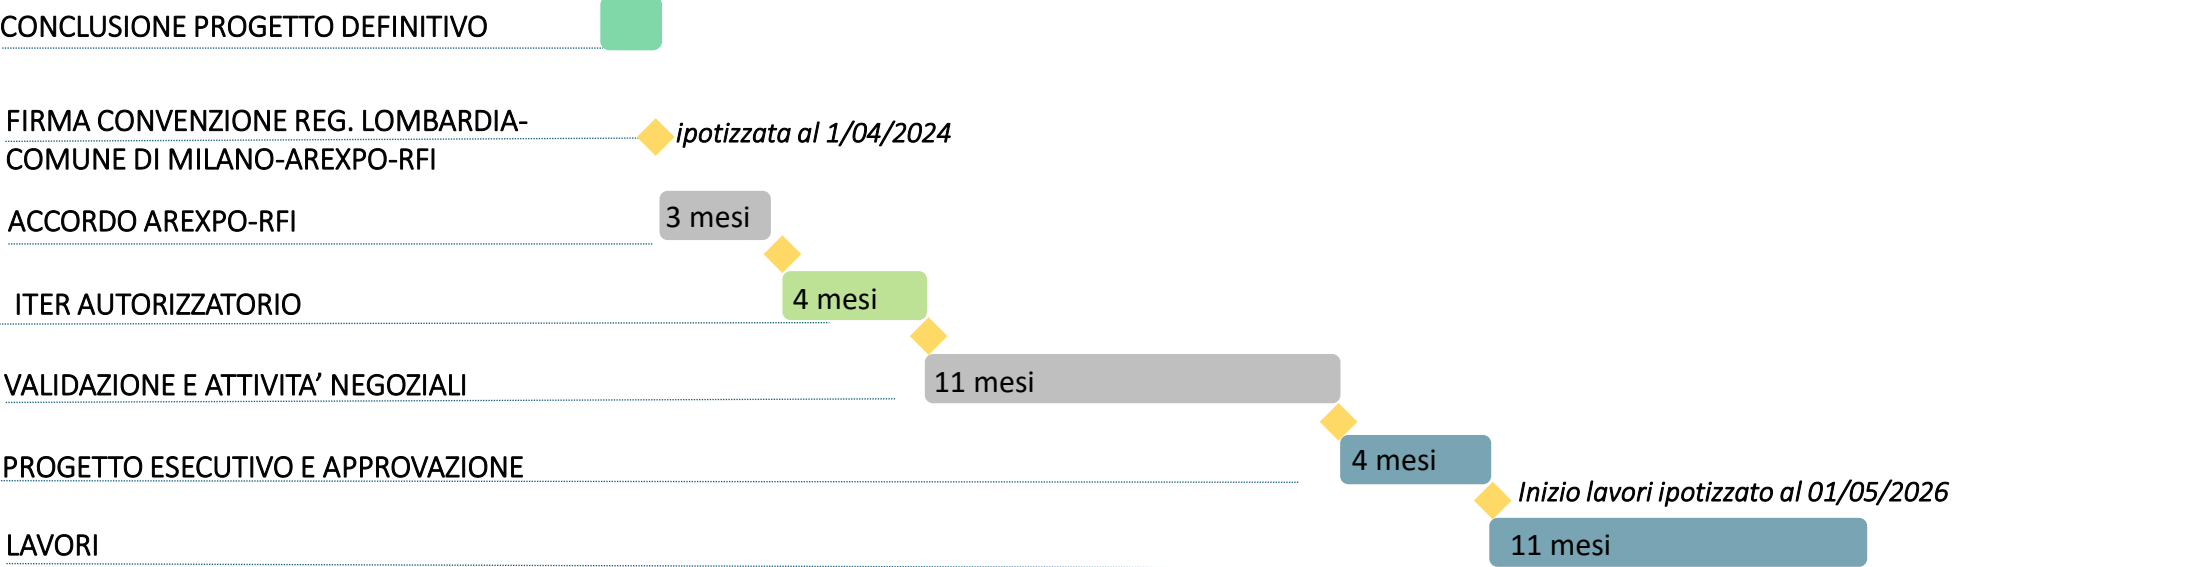 CONCLUSIONE PROGETTO DEFINITIVO
FIRMA CONVENZIONE REG. LOMBARDIA-
COMUNE DI MILANO-AREXPO-RFI
ipotizzata al 1/04/2024
ACCORDO AREXPO-RFI
3 mesi
ITER AUTORIZZATORIO
4 mesi
VALIDAZIONE E ATTIVITA’ NEGOZIALI
11 mesi
PROGETTO ESECUTIVO E APPROVAZIONE
4 mesi
Inizio lavori ipotizzato al 01/05/2026
LAVORI
11 mesi